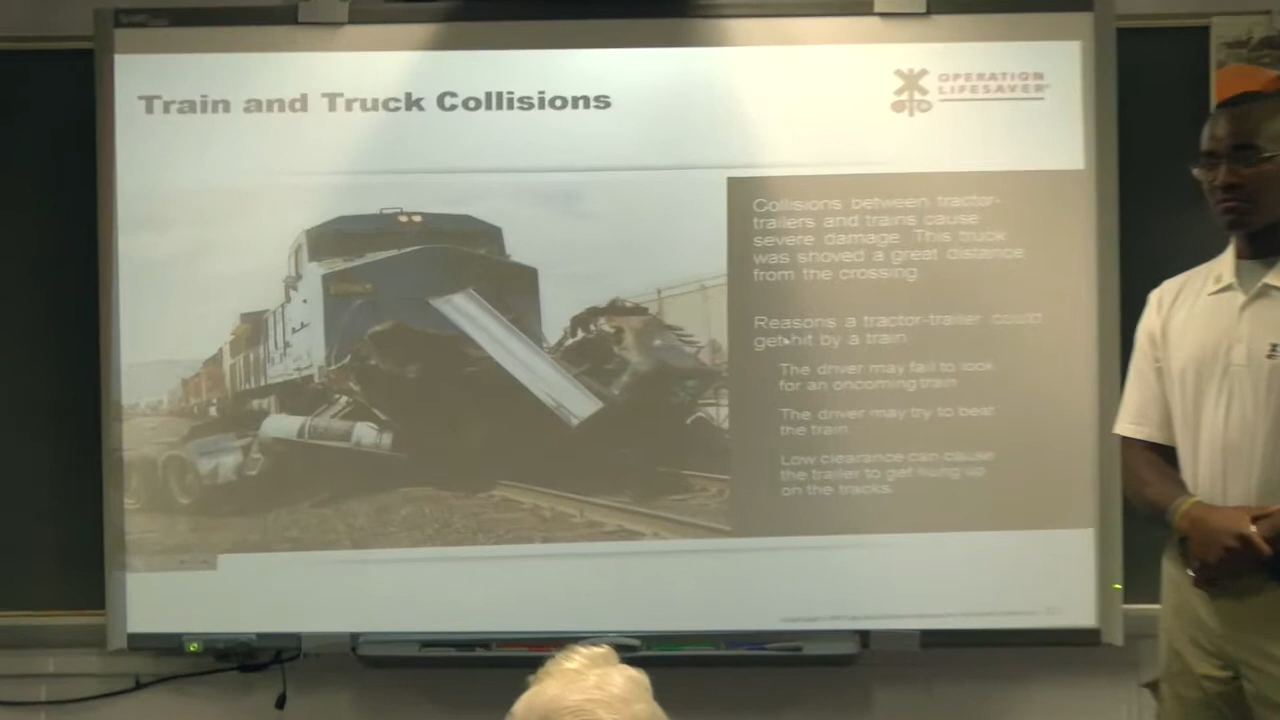 Train and Truck Collisions
OPERATION
LIFESAVER
Collisions between tractor-
trailers and trains cause
severe damage. This truck
was shoved a great distance
from the crossing
Reasons a tractor-trailer could
get hit by a train
The driver may fail to look
for an oncoming train
The driver may try to beat
the train
Low clearance can cause
the trailer to get hung up
on the tracks